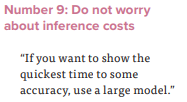 Number 9: Do not worry
about inference costs
“If you want to show the
quickest time to some
accuracy, use a large model.”